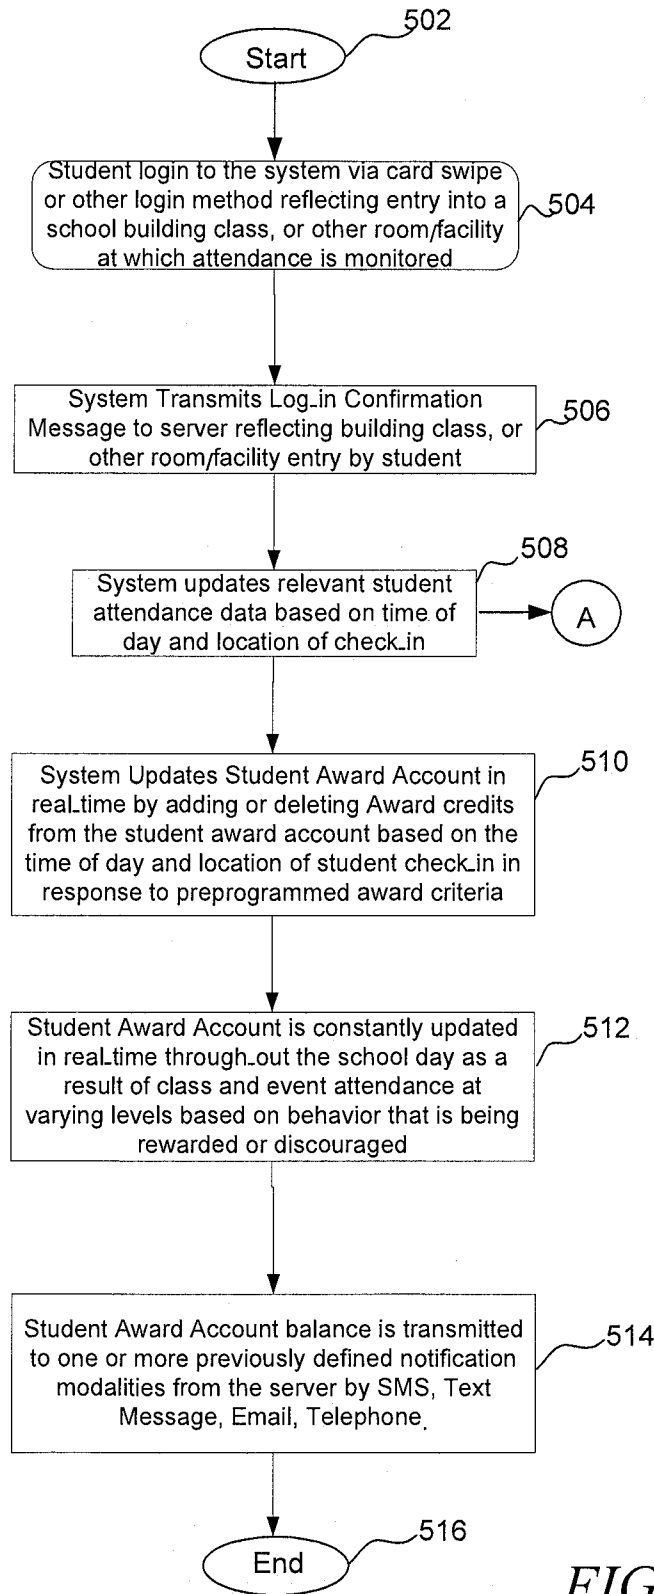 502
Start
Student login to the system via card swipe
or other login method reflecting entry into a
school building class, or other room/facility
at which attendance is monitored
504
System Transmits Log_in Confirmation
Message to server reflecting building class, or
other room/facility entry by student
506
508
System updates relevant student
attendance data based on time of
day and location of check_in
A
System Updates Student Award Account in
real_time by adding or deleting Award credits
from the student award account based on the
time of day and location of student check_in in
response to preprogrammed award criteria
510
Student Award Account is constantly updated
in real_time through_out the school day as a
result of class and event attendance at
varying levels based on behavior that is being
rewarded or discouraged
512
Student Award Account balance is transmitted
to one or more previously defined notification
modalities from the server by SMS, Text
Message, Email, Telephone.
514
516
End
FIG